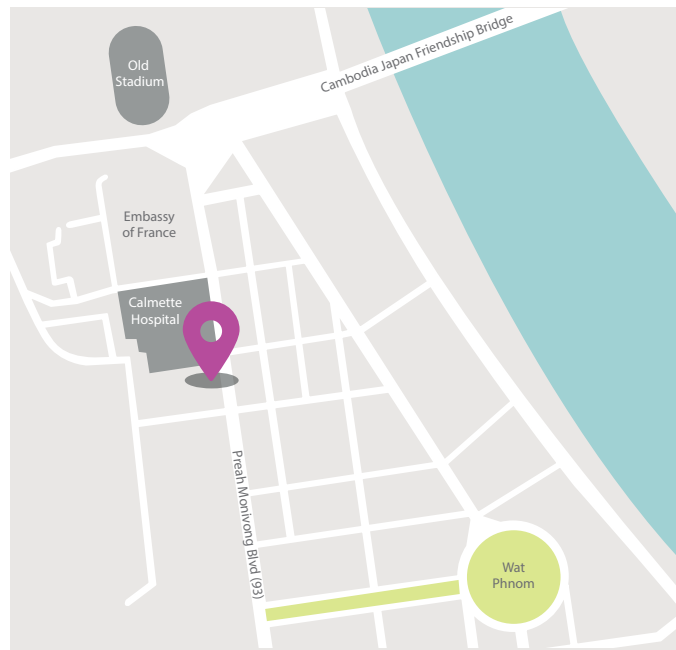 Old
Stadium
Cambodia Japan Friendship Bridge
Embassy
of France
Calmette
Hospital
Preah Monivong Blvd (93)
Wat
Phnom